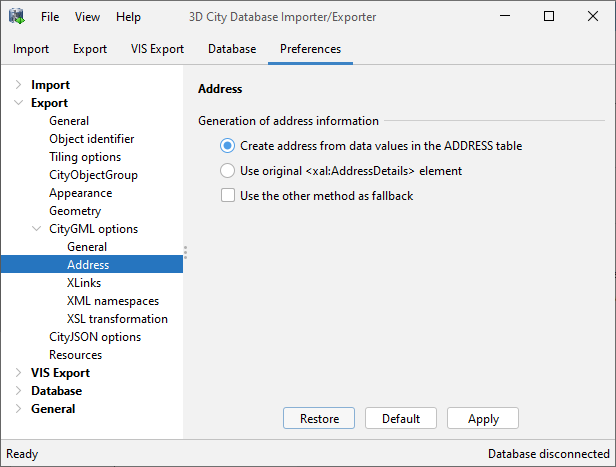 3D City Database Importer/Exporter
File View Help
Import Export VIS Export Database Preferences
Import
Export
General
Object identifier
Tiling options
CityObjectGroup
Appearance
Geometry
CityGML options
General
Address
XLinks
XML namespaces
XSL transformation
CityJSON options
Resources
VIS Export
Database
General
Address
Generation of address information
Create address from data values in the ADDRESS table
Use original <xal:AddressDetails> element
Use the other method as fallback
Restore Default Apply
Ready Database disconnected